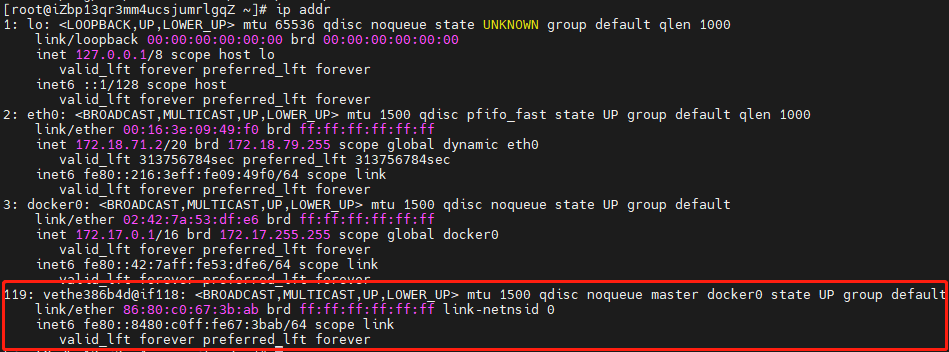 [root@iZbp13qr3mm4ucsjumrlgqZ ~]# ip addr
1: lo: <LOOPBACK,UP,LOWER_UP> mtu 65536 qdisc noqueue state UNKNOWN group default qlen 1000
link/loopback 00:00:00:00:00:00 brd 00:00:00:00:00:00
inet 127.0.0.1/8 scope host lo
valid_lft forever preferred_lft forever
inet6 ::1/128 scope host
valid_lft forever preferred_lft forever
2: eth0: <BROADCAST,MULTICAST,UP,LOWER_UP> mtu 1500 qdisc pfifo_fast state UP group default qlen 1000
link/ether 00:16:3e:09:49:f0 brd ff:ff:ff:ff:ff:ff
inet 172.18.71.2/20 brd 172.18.79.255 scope global dynamic eth0
valid_lft 313756784sec preferred_lft 313756784sec
inet6 fe80::216:3eff:fe09:49f0/64 scope link
valid_lft forever preferred_lft forever
3: docker0: <BROADCAST,MULTICAST,UP,LOWER_UP> mtu 1500 qdisc noqueue state UP group default
link/ether 02:42:7a:53:df:e6 brd ff:ff:ff:ff:ff:ff
inet 172.17.0.1/16 brd 172.17.255.255 scope global docker0
valid_lft forever preferred_lft forever
inet6 fe80::42:7aff:fe53:dfe6/64 scope link
valid_lft forever preferred_lft forever
119: vethe386b4d@if118: <BROADCAST,MULTICAST,UP,LOWER_UP> mtu 1500 qdisc noqueue master docker0 state UP group default
link/ether 86:80:c0:67:3b:ab brd ff:ff:ff:ff:ff:ff link-netnsid 0
inet6 fe80::8480:c0ff:fe67:3bab/64 scope link
valid_lft forever preferred_lft forever